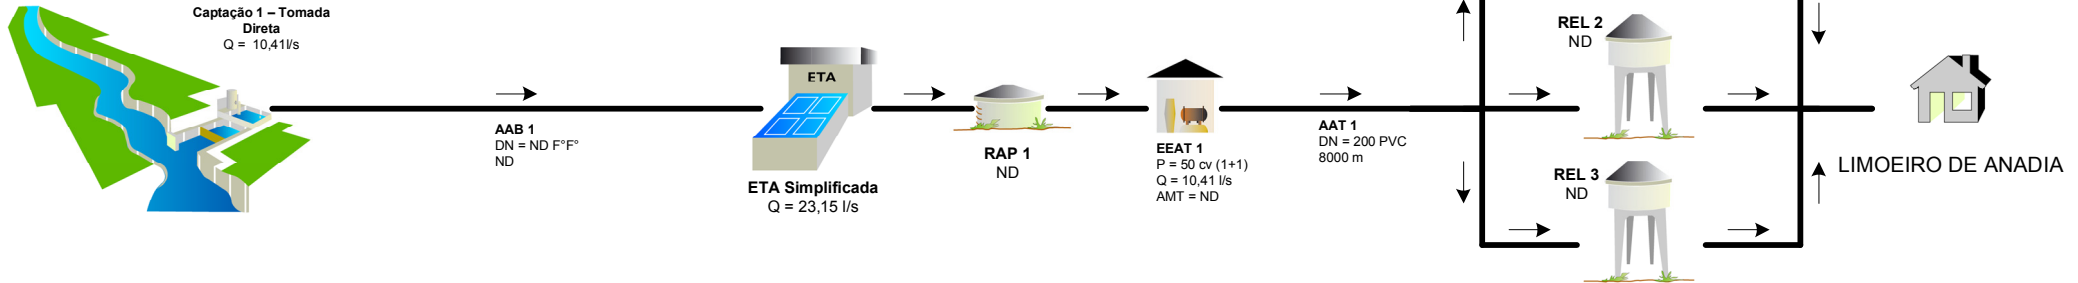 Captação 1 – Tomada
Direta
Q = 10,41l/s
AAB 1
DN = ND F°F°
ND
ETA
ETA Simplificada
Q = 23,15 l/s
RAP 1
ND
EEAT 1
P = 50 cv (1+1)
Q = 10,41 l/s
AMT = ND
AAT 1
DN = 200 PVC
8000 m
REL 2
ND
REL 3
ND
LIMOEIRO DE ANADIA